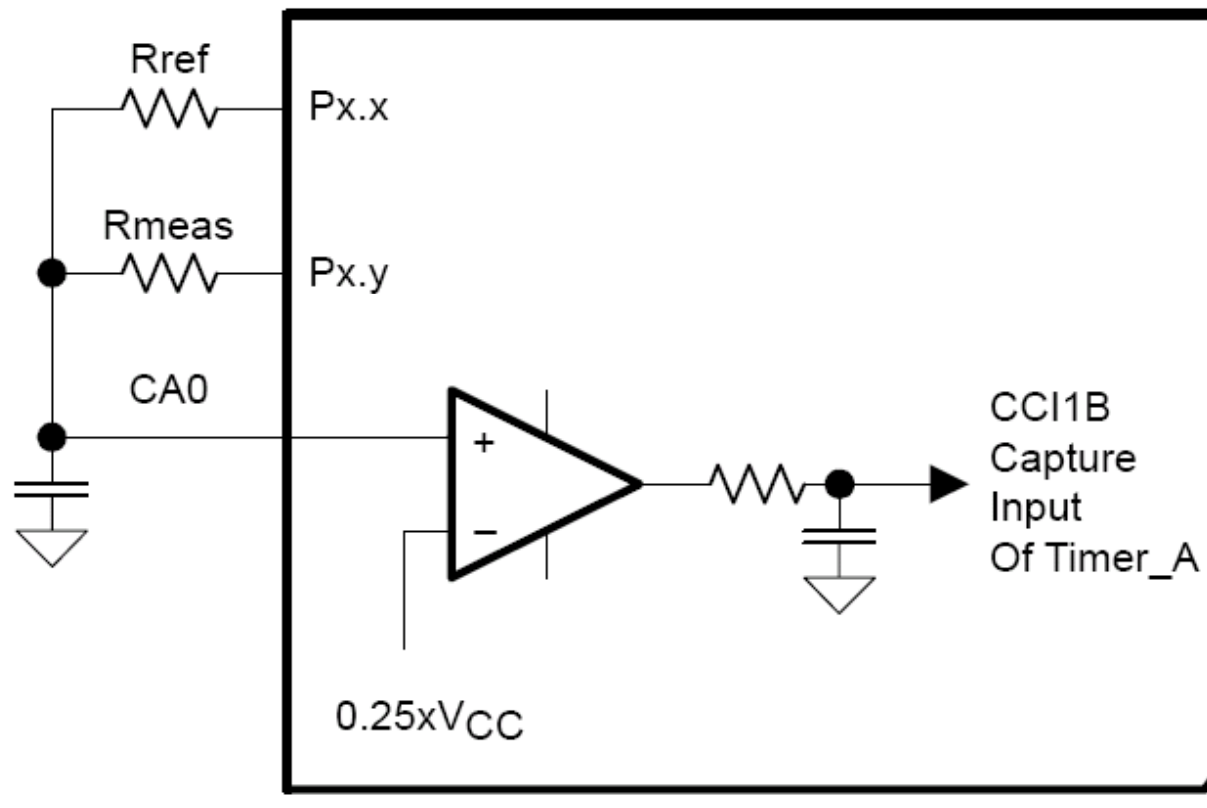 Rref
Px.x
Rmeas
Px.y
CA0
+
−
CCI1B
Capture
Input
Of Timer_A
0.25xVCC